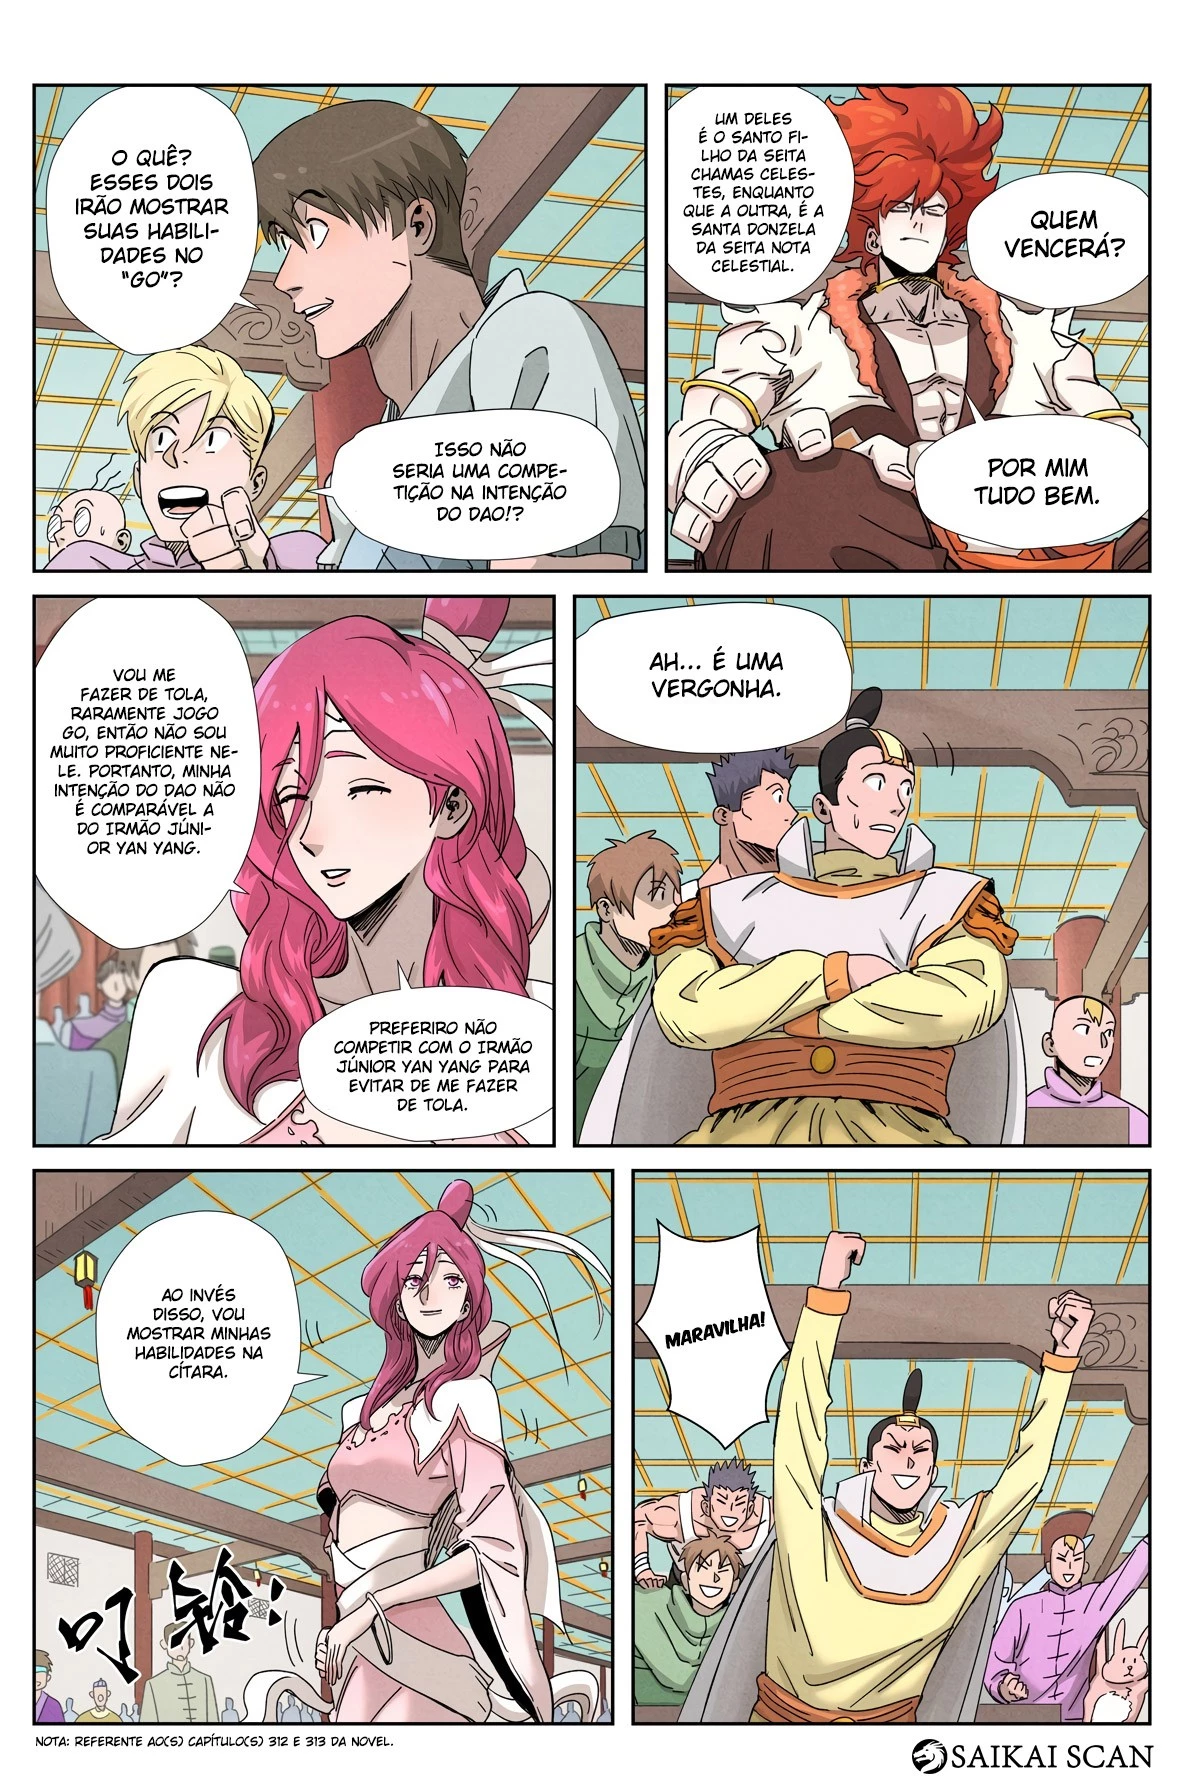 O QUÊ?
ESSES DOIS
IRÃO MOSTRAR
SUAS HABILI-
DADES NO
"GO"?
ISSO NÃO
SERIA UMA COMPE-
TIÇÃO NA INTENÇÃO
DO DAO!?
UM DELES
É O SANTO FI-
LHO DA SEITA
CHAMAS CELES-
TES, ENQUANTO
QUE A OUTRA, É A
SANTA DONZELA
DA SEITA NOTA
CELESTIAL.
QUEM
VENCERÁ?
POR MIM
TUDO BEM.
VOU ME
FAZER DE TOLA,
RARAMENTE JOGO
GO, ENTÃO NÃO SOU
MUITO PROFICIENTE NE-
LE. PORTANTO, MINHA
INTENÇÃO DO DAO NÃO
É COMPARÁVEL A
DO IRMÃO JÚNI-
OR YAN YANG.
PREFERIRO NÃO
COMPETIR COM O IRMÃO
JÚNIOR YAN YANG PARA
EVITAR DE ME FAZER
DE TOLA.
AH... É UMA
VERGONHA.
AO INVÉS
DISSO, VOU
MOSTRAR MINHAS
HABILIDADES NA
CÍTARA.
叮铃:
MARAVILHA!
NOTA: REFERENTE AO(S) CAPÍTULO(S) 312 E 313 DA NOVEL.
SAIKAI SCAN